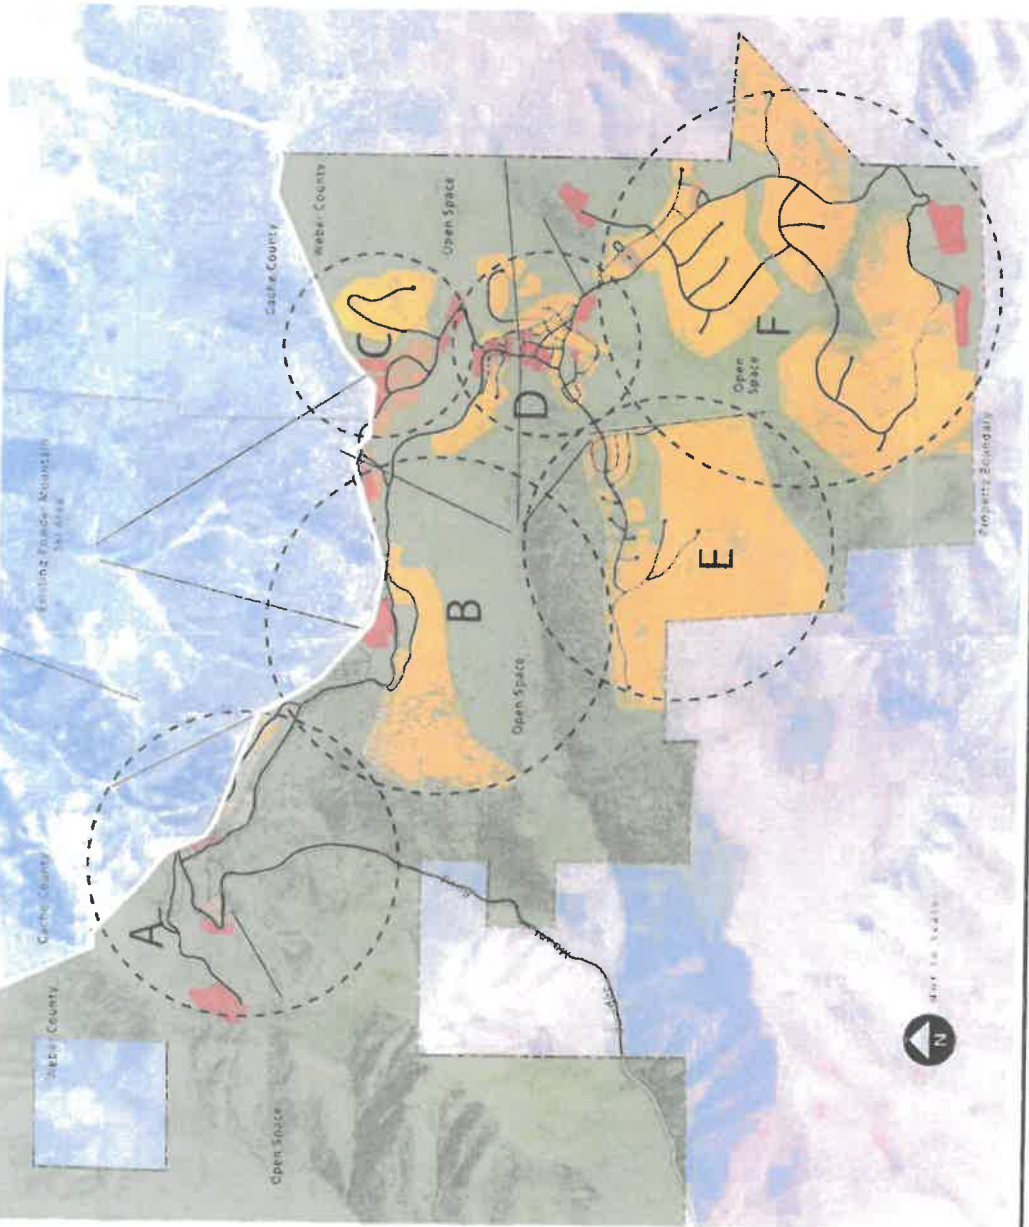 Cache County
Weber County
Open Space
Existing Powder Mountain
Ski Area
Cache County
Weber County
Open Space
A
B
C
D
E
F
Open Space
Open Space
Property Boundary
Not to Scale
N